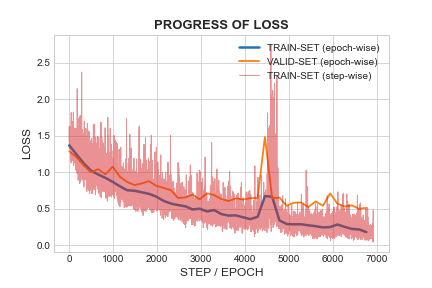 PROGRESS OF LOSS
TRAIN-SET (epoch-wise)
VALID-SET (epoch-wise)
TRAIN-SET (step-wise)
2.5
2.0
1.5
1.0
0.5
0.0
LOSS
0 1000 2000 3000 4000 5000 6000 7000
STEP / EPOCH